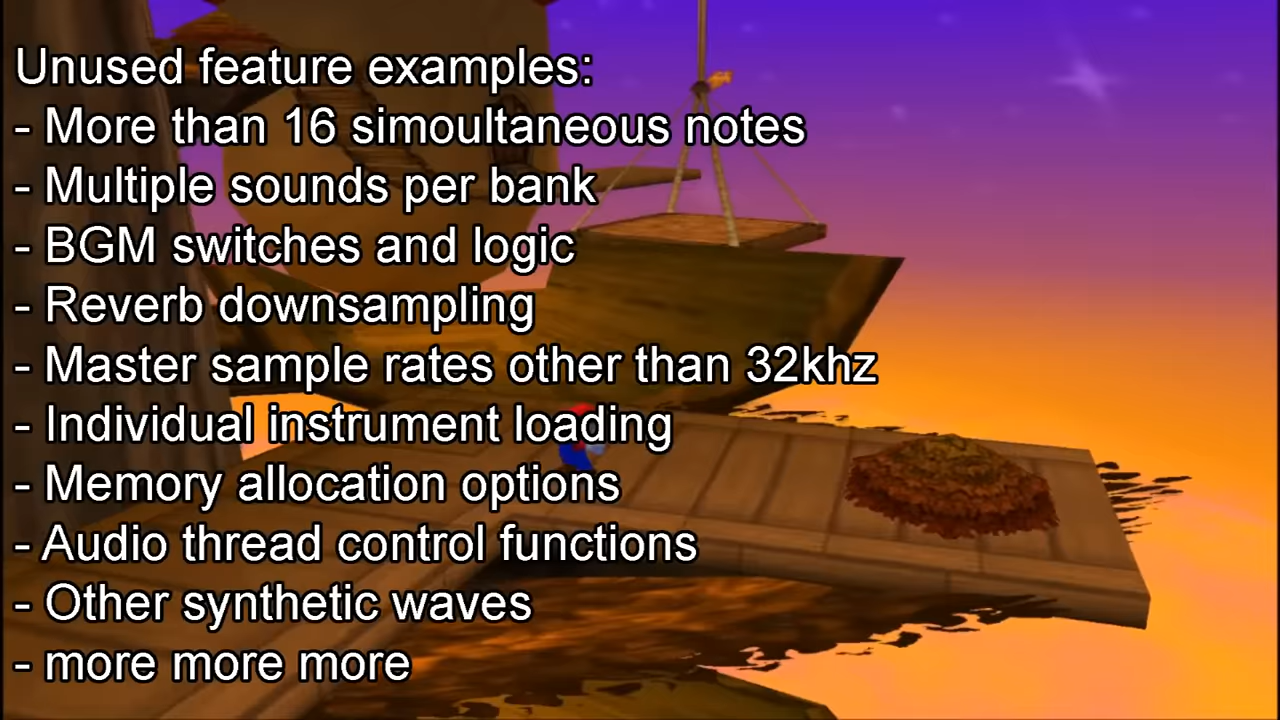 Unused feature examples:
- More than 16 simoultaneous notes
- Multiple sounds per bank
- BGM switches and logic
- Reverb downsampling
- Master sample rates other than 32khz
- Individual instrument loading
- Memory allocation options
- Audio thread control functions
- Other synthetic waves
- more more more